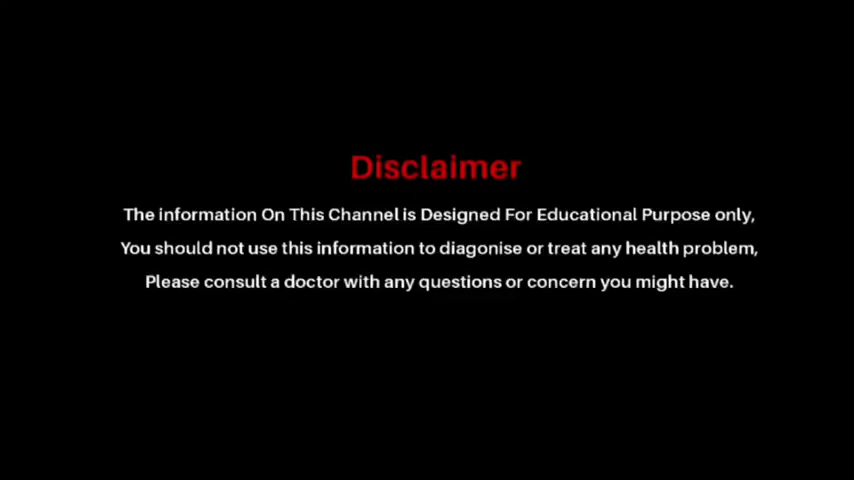 Disclaimer
The information On This Channel is Designed For Educational Purpose only,
You should not use this information to diagonise or treat any health problem,
Please consult a doctor with any questions or concern you might have.